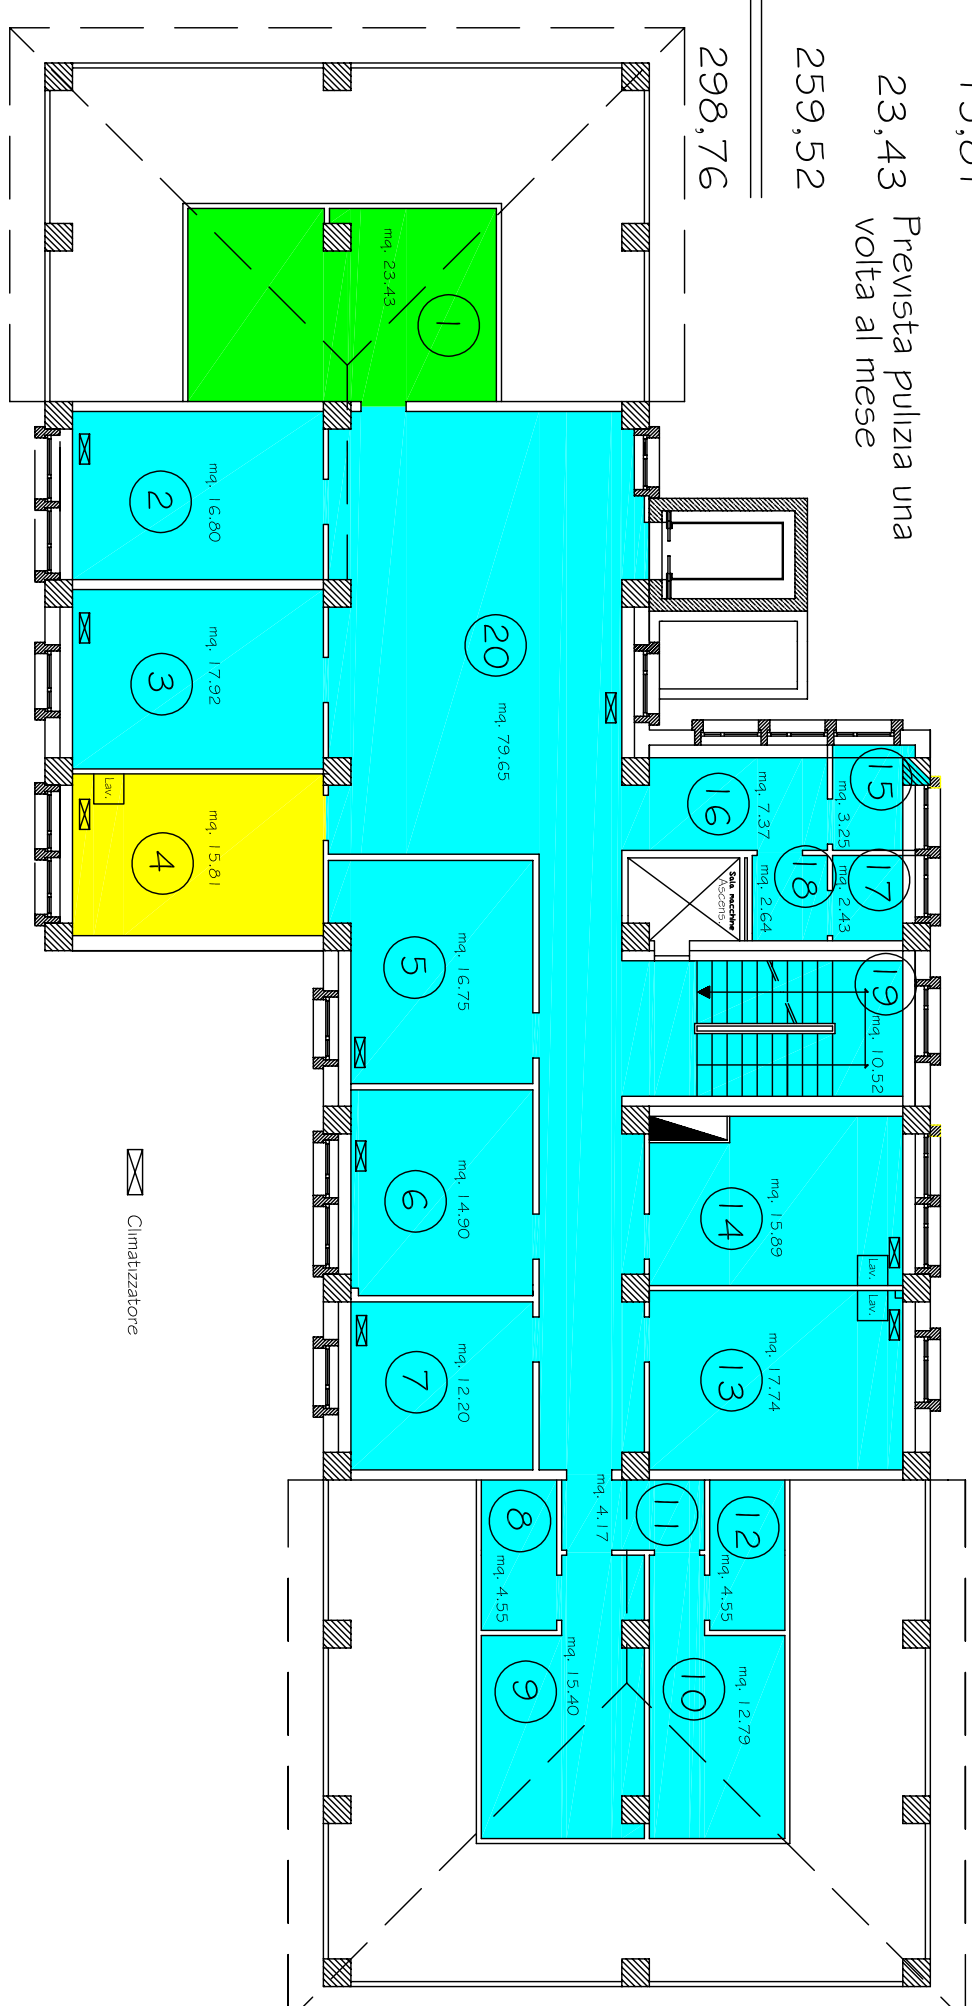 23,43 Prevista pulizia una
volta al mese
259,52
298,76
1
mq. 23.43
2
mq. 16.80
3
mq. 17.92
4
mq. 15.81
Lav.
20
mq. 79.65
15
mq. 3.25
16
mq. 7.37
17
mq. 2.43
18
mq. 2.64
Sala macchine
Ascens.
19
mq. 10.52
5
mq. 16.75
6
mq. 14.90
7
mq. 12.20
14
mq. 15.89
Lav.
Lav.
13
mq. 17.74
8
mq. 4.55
mq. 4.17
11
12
mq. 4.55
9
mq. 15.40
10
mq. 12.79
Climatizzatore